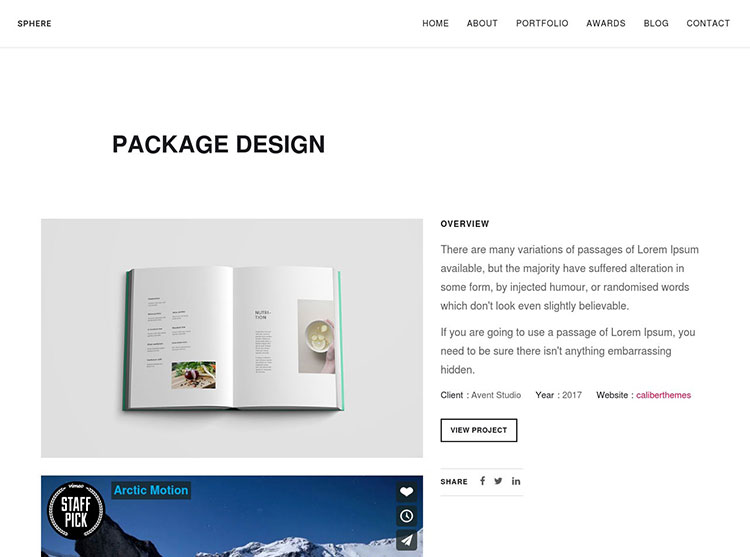 SPHERE
HOME ABOUT PORTFOLIO AWARDS BLOG CONTACT
PACKAGE DESIGN
NUTRI-
TION
OVERVIEW
There are many variations of passages of Lorem Ipsum
available, but the majority have suffered alteration in
some form, by injected humour, or randomised words
which don't look even slightly believable.
If you are going to use a passage of Lorem Ipsum, you
need to be sure there isn't anything embarrassing
hidden.
Client : Avent Studio Year : 2017 Website : caliberthemes
VIEW PROJECT
SHARE
vimeo
STAFF
PICK
Arctic Motion